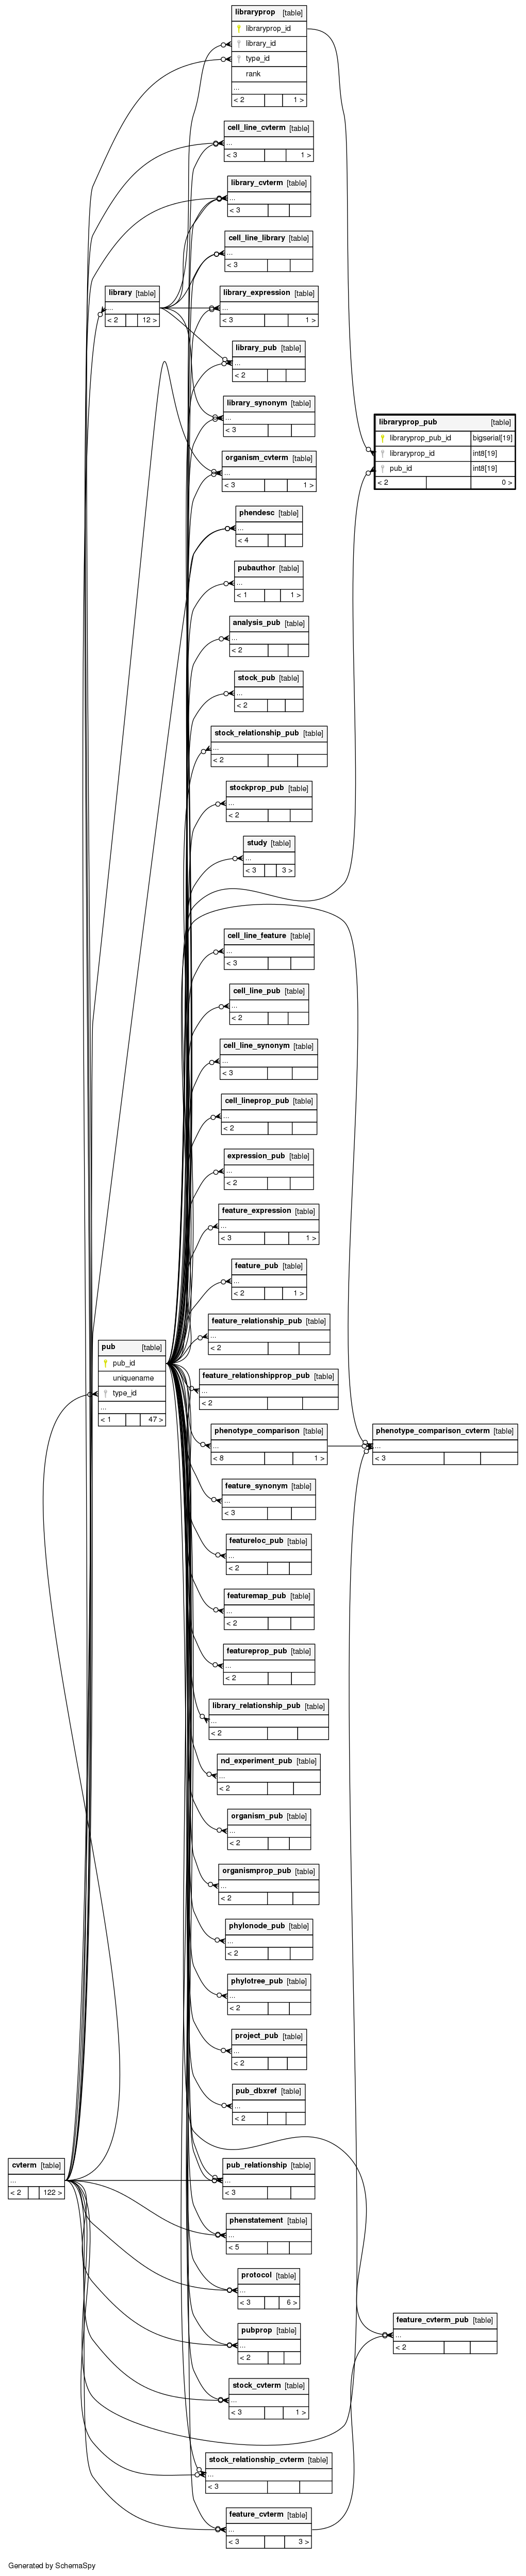 libraryprop [table]
libraryprop_id
library_id
type_id
rank
...
< 2 1 >
cell_line_cvterm [table]
...
< 3 1 >
library_cvterm [table]
...
< 3
cell_line_library [table]
...
< 3
library [table]
...
< 2 12 >
library_expression [table]
...
< 3 1 >
library_pub [table]
...
< 2
library_synonym [table]
...
< 3
libraryprop_pub [table]
libraryprop_pub_id bigserial[19]
libraryprop_id int8[19]
pub_id int8[19]
< 2 0 >
organism_cvterm [table]
...
< 3 1 >
phendesc [table]
...
< 4
pubauthor [table]
...
< 1 1 >
analysis_pub [table]
...
< 2
stock_pub [table]
...
< 2
stock_relationship_pub [table]
...
< 2
stockprop_pub [table]
...
< 2
study [table]
...
< 3 3 >
cell_line_feature [table]
...
< 3
cell_line_pub [table]
...
< 2
cell_line_synonym [table]
...
< 3
cell_lineprop_pub [table]
...
< 2
expression_pub [table]
...
< 2
feature_expression [table]
...
< 3 1 >
feature_pub [table]
...
< 2 1 >
feature_relationship_pub [table]
...
< 2
pub [table]
pub_id
uniquename
type_id
...
< 1 47 >
feature_relationshipprop_pub [table]
...
< 2
phenotype_comparison [table]
...
< 8 1 >
phenotype_comparison_cvterm [table]
...
< 3
feature_synonym [table]
...
< 3
featureloc_pub [table]
...
< 2
featuremap_pub [table]
...
< 2
featureprop_pub [table]
...
< 2
library_relationship_pub [table]
...
< 2
nd_experiment_pub [table]
...
< 2
organism_pub [table]
...
< 2
organismprop_pub [table]
...
< 2
phylonode_pub [table]
...
< 2
phylotree_pub [table]
...
< 2
project_pub [table]
...
< 2
pub_dbxref [table]
...
< 2
cvterm [table]
...
< 2 122 >
pub_relationship [table]
...
< 3
phenstatement [table]
...
< 5
protocol [table]
...
< 3 6 >
pubprop [table]
...
< 2
feature_cvterm_pub [table]
...
< 2
stock_cvterm [table]
...
< 3 1 >
stock_relationship_cvterm [table]
...
< 3
feature_cvterm [table]
...
< 3 3 >
Generated by SchemaSpy